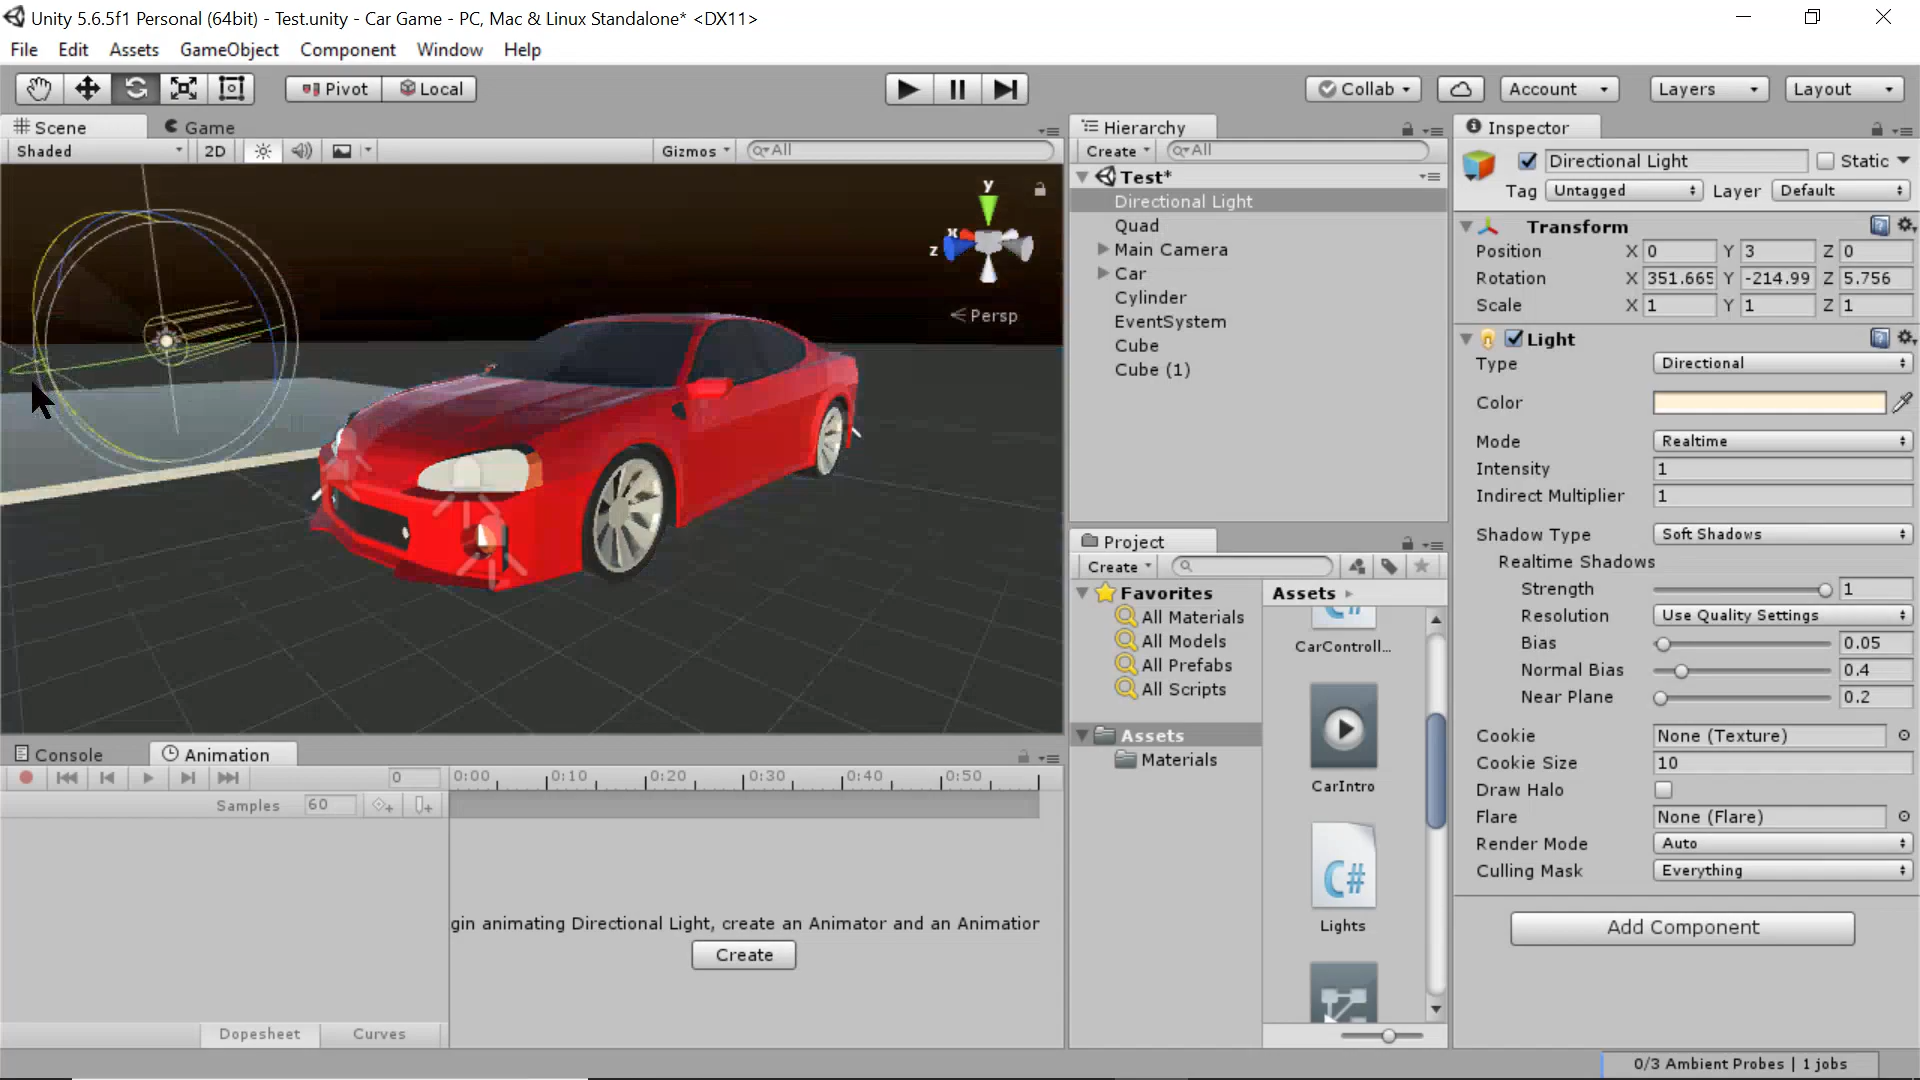 Unity 5.6.5f1 Personal (64bit) - Test.unity - Car Game - PC, Mac & Linux Standalone* <DX11>
File Edit Assets GameObject Component Window Help
Pivot Local Collab Account Layers Layout
Scene Game
Shaded 2D Gizmos All
y
x
z
Persp
Hierarchy
Create All
Test*
Directional Light
Quad
Main Camera
Car
Cylinder
EventSystem
Cube
Cube (1)
Project
Create
Favorites
All Materials
All Models
All Prefabs
All Scripts
Assets
Materials
Assets
CarControll...
CarIntro
C#
Lights
Console Animation
0 0:00 0:10 0:20 0:30 0:40 0:50
Samples 60
gin animating Directional Light, create an Animator and an Animation
Create
Dopesheet Curves
Inspector
Directional Light Static
Tag Untagged Layer Default
Transform
Position X 0 Y 3 Z 0
Rotation X 351.665 Y -214.99 Z 5.756
Scale X 1 Y 1 Z 1
Light
Type Directional
Color
Mode Realtime
Intensity 1
Indirect Multiplier 1
Shadow Type Soft Shadows
Realtime Shadows
Strength 1
Resolution Use Quality Settings
Bias 0.05
Normal Bias 0.4
Near Plane 0.2
Cookie None (Texture)
Cookie Size 10
Draw Halo
Flare None (Flare)
Render Mode Auto
Culling Mask Everything
Add Component
0/3 Ambient Probes | 1 jobs